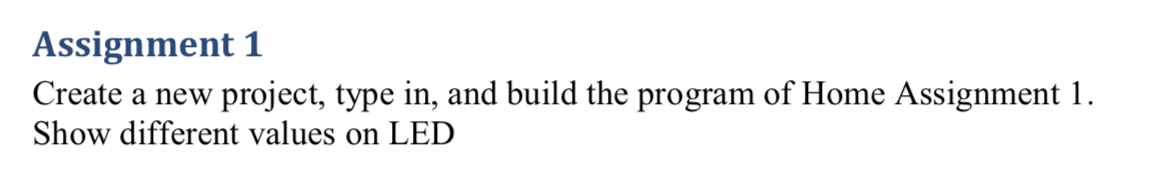 Assignment 1
Create a new project, type in, and build the program of Home Assignment 1.
Show different values on LED